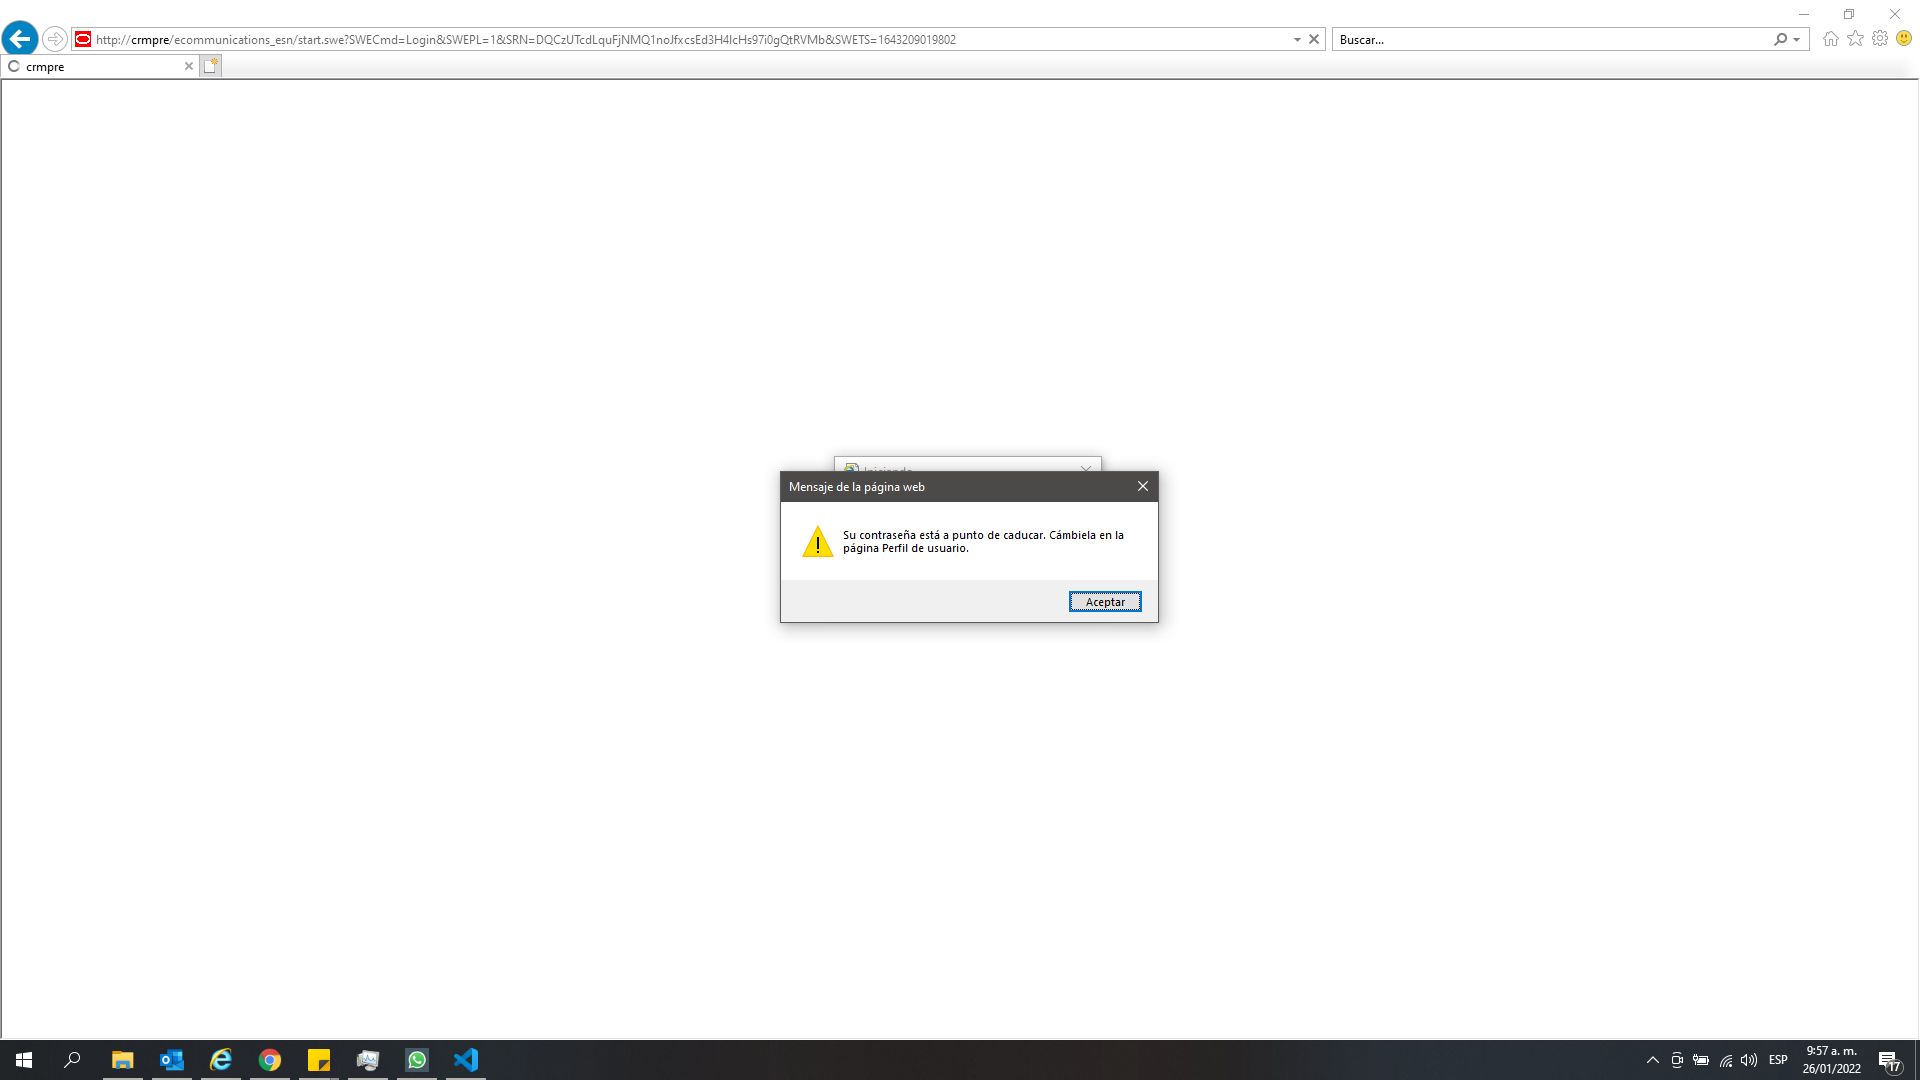 http://crmpre/ecommunications_esn/start.swe?SWECmd=Login&SWEPL=1&SRN=DQCzUTcdLquFjNMQ1noJfxcsEd3H4lcHs97i0gQtRVMb&SWETS=1643209019802
Buscar...
crmpre
Iniciando
Mensaje de la página web
Su contraseña está a punto de caducar. Cámbiela en la
página Perfil de usuario.
Aceptar
ESP
9:57 a. m.
26/01/2022
17